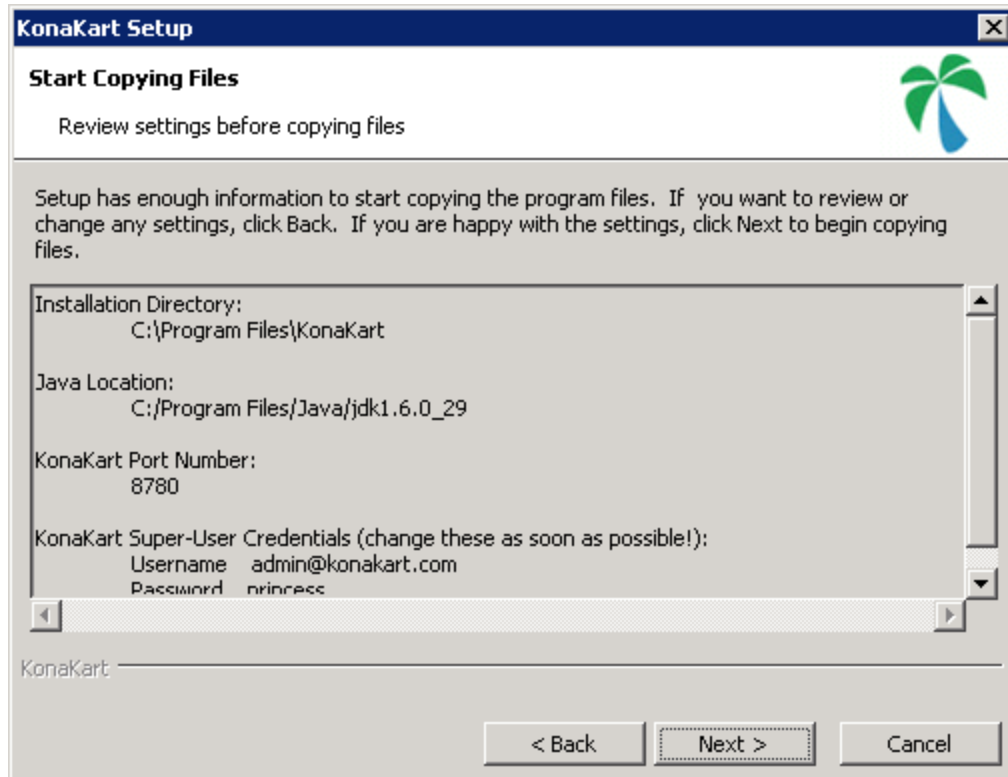 KonaKart Setup
Start Copying Files
Review settings before copying files
Setup has enough information to start copying the program files.  If  you want to review or
change any settings, click Back.  If you are happy with the settings, click Next to begin copying
files.
Installation Directory:
C:\Program Files\KonaKart
Java Location:
C:/Program Files/Java/jdk1.6.0_29
KonaKart Port Number:
8780
KonaKart Super-User Credentials (change these as soon as possible!):
Username    admin@konakart.com
Password    princess
KonaKart
< Back
Next >
Cancel